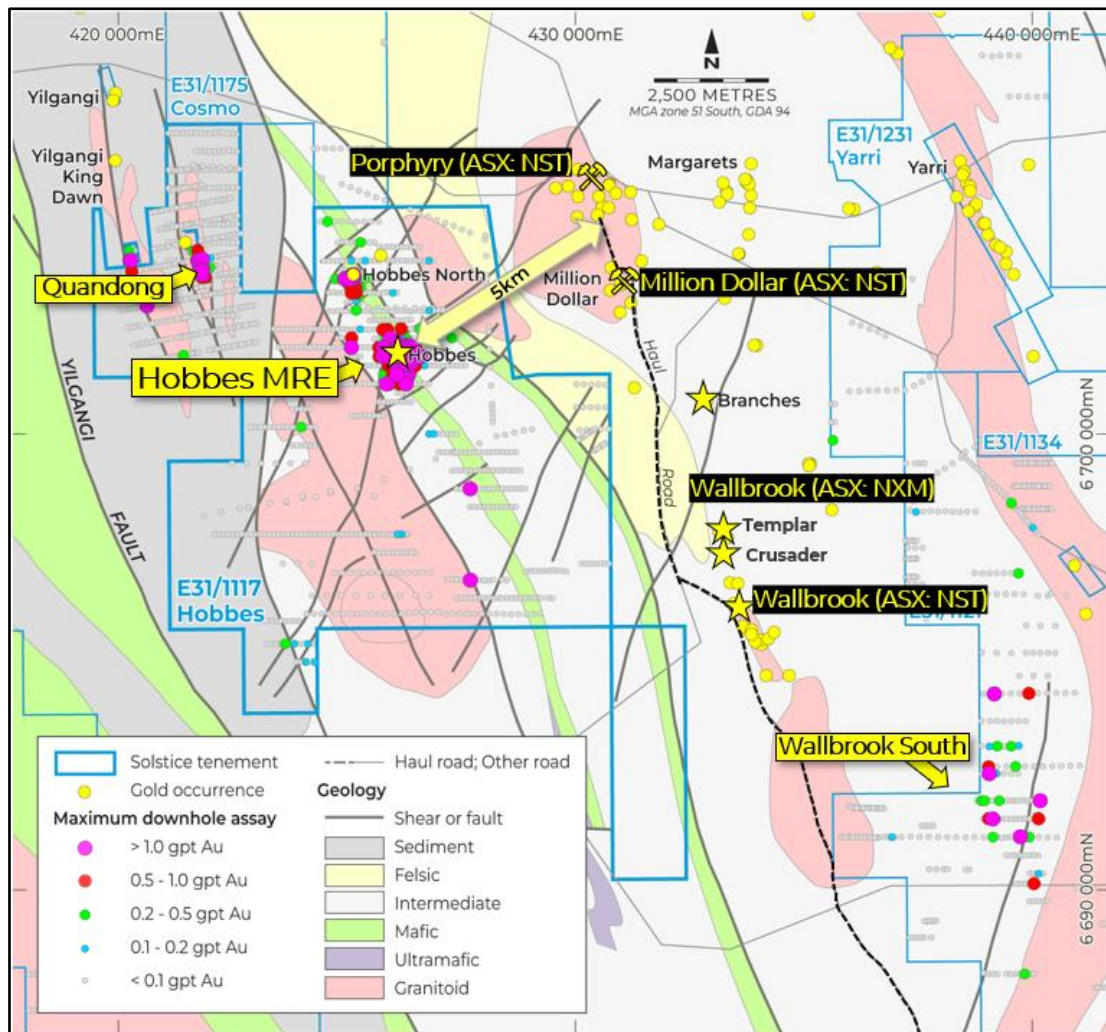 420 000mE
430 000mE
440 000mE
N
2,500 METRES
MGA zone 51 South, GDA 94
E31/1175
Cosmo
Yilgangi
Yilgangi
King
Dawn
Porphyry (ASX: NST)
Margarets
E31/1231
Yarri
Yarri
Quandong
Hobbes North
5km
Million
Dollar
Million Dollar (ASX: NST)
Hobbes MRE
Hobbes
Haul
Road
Branches
YILGANGI
FAULT
6 700 000mN
E31/1134
Wallbrook (ASX: NXM)
Templar
Crusader
E31/1117
Hobbes
Wallbrook (ASX: NST)
Wallbrook South
6 690 000mN
Solstice tenement
Gold occurrence
Maximum downhole assay
> 1.0 gpt Au
0.5 - 1.0 gpt Au
0.2 - 0.5 gpt Au
0.1 - 0.2 gpt Au
< 0.1 gpt Au
Haul road; Other road
Geology
Shear or fault
Sediment
Felsic
Intermediate
Mafic
Ultramafic
Granitoid